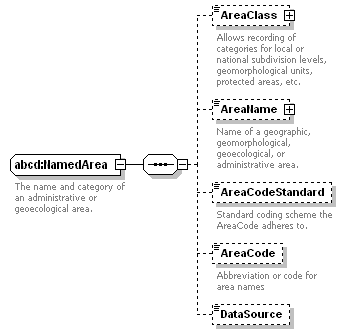 AreaClass
Allows recording of
categories for local or
national subdivision levels,
geomorphological units,
protected areas, etc.
AreaName
Name of a geographic,
geomorphological,
geoecological, or
administrative area.
abcd:NamedArea
The name and category of
an administrative or
geoecological area.
AreaCodeStandard
Standard coding scheme the
AreaCode adheres to.
AreaCode
Abbreviation or code for
area names
DataSource